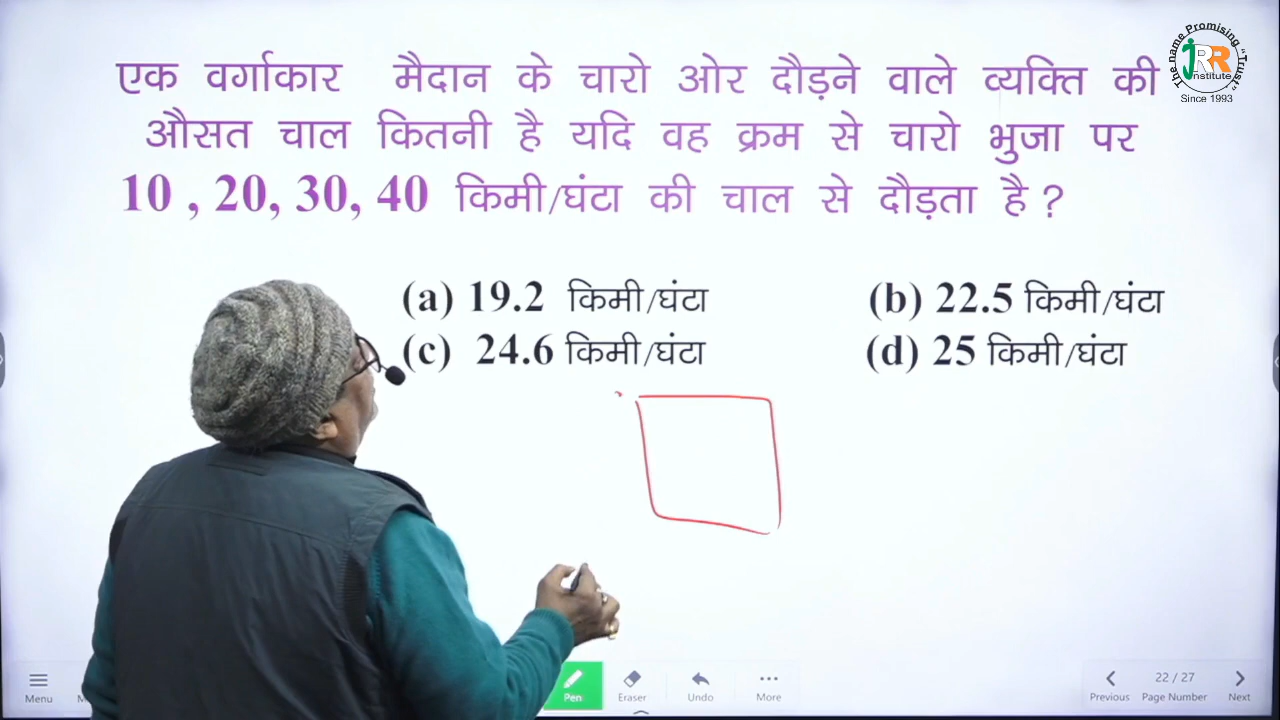 एक वर्गाकार मैदान के चारो ओर दौड़ने वाले व्यक्ति की
औसत चाल कितनी है यदि वह क्रम से चारो भुजा पर
10 , 20, 30, 40 किमी/घंटा की चाल से दौड़ता है ?
(a) 19.2 किमी/घंटा (b) 22.5 किमी/घंटा
(c) 24.6 किमी/घंटा (d) 25 किमी/घंटा
The name Promising "Trust"
jRR
institute
Since 1993
Menu Pen Eraser Undo More Previous Page Number Next
22 / 27